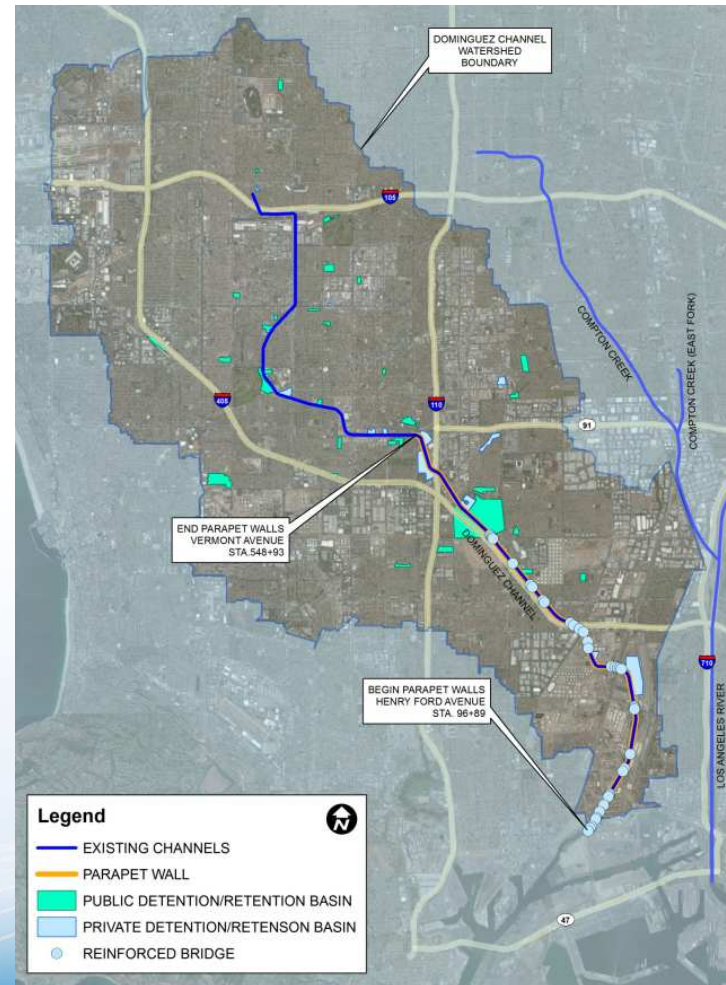 DOMINGUEZ CHANNEL
WATERSHED
BOUNDARY
105
COMPTON CREEK
COMPTON CREEK (EAST FORK)
405
110
91
END PARAPET WALLS
VERMONT AVENUE
STA.548+93
DOMINGUEZ CHANNEL
710
BEGIN PARAPET WALLS
HENRY FORD AVENUE
STA. 96+89
LOS ANGELES RIVER
47
Legend
N
EXISTING CHANNELS
PARAPET WALL
PUBLIC DETENTION/RETENTION BASIN
PRIVATE DETENTION/RETENSON BASIN
REINFORCED BRIDGE